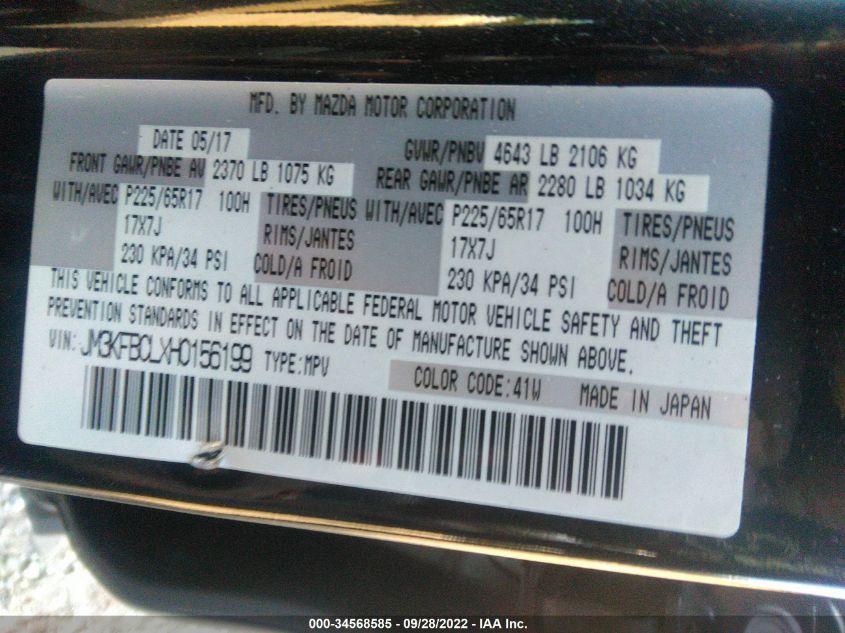 MFD. BY MAZDA MOTOR CORPORATION
DATE 05/17 GVWR/PNBV 4643 LB 2106 KG
FRONT GAWR/PNBE AV 2370 LB 1075 KG REAR GAWR/PNBE AR 2280 LB 1034 KG
WITH/AVEC P225/65R17 100H TIRES/PNEUS WITH/AVEC P225/65R17 100H TIRES/PNEUS
17X7J RIMS/JANTES 17X7J RIMS/JANTES
230 KPA/34 PSI COLD/A FROID 230 KPA/34 PSI COLD/A FROID
THIS VEHICLE CONFORMS TO ALL APPLICABLE FEDERAL MOTOR VEHICLE SAFETY AND THEFT
PREVENTION STANDARDS IN EFFECT ON THE DATE OF MANUFACTURE SHOWN ABOVE.
VIN: JM3KFBCLXH0156199 TYPE:MPV
COLOR CODE:41W MADE IN JAPAN
000-34568585 - 09/28/2022 - IAA Inc.